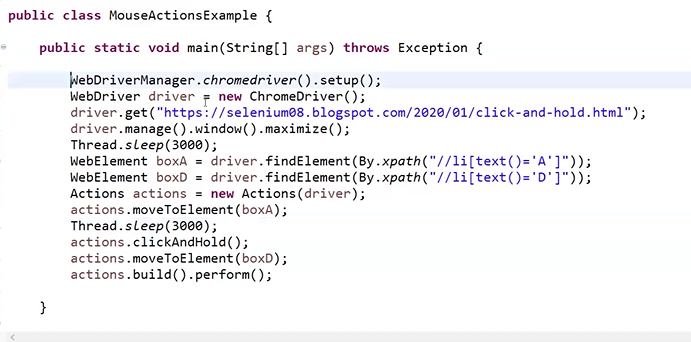 public class MouseActionsExample {
public static void main(String[] args) throws Exception {
WebDriverManager.chromedriver().setup();
WebDriver driver = new ChromeDriver();
driver.get("https://selenium08.blogspot.com/2020/01/click-and-hold.html");
driver.manage().window().maximize();
Thread.sleep(3000);
WebElement boxA = driver.findElement(By.xpath("//li[text()='A']"));
WebElement boxD = driver.findElement(By.xpath("//li[text()='D']"));
Actions actions = new Actions(driver);
actions.moveToElement(boxA);
Thread.sleep(3000);
actions.clickAndHold();
actions.moveToElement(boxD);
actions.build().perform();
}